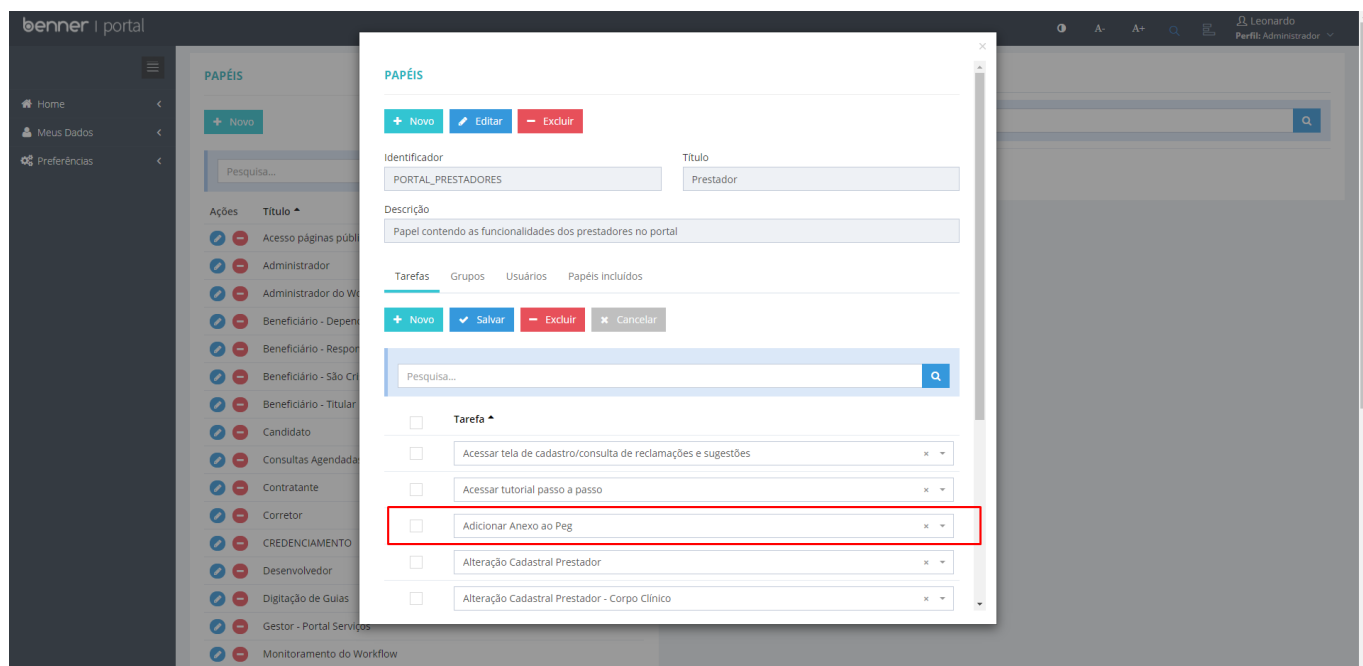 benner | portal
A-
A+
Leonardo
Perfil: Administrador
Home
Meus Dados
Preferências
PAPÉIS
+ Novo
Pesquisa...
Ações Título
Acesso páginas públi
Administrador
Administrador do Wo
Beneficiário - Depend
Beneficiário - Respon
Beneficiário - São Cri
Beneficiário - Titular
Candidato
Consultas Agendadas
Contratante
Corretor
CREDENCIAMENTO
Desenvolvedor
Digitação de Guias
Gestor - Portal Serviços
Monitoramento do Workflow
×
PAPÉIS
+ Novo Editar Excluir
Identificador Título
PORTAL_PRESTADORES Prestador
Descrição
Papel contendo as funcionalidades dos prestadores no portal
Tarefas Grupos Usuários Papéis incluídos
+ Novo Salvar Excluir × Cancelar
Pesquisa...
Tarefa
Acessar tela de cadastro/consulta de reclamações e sugestões ×
Acessar tutorial passo a passo ×
Adicionar Anexo ao Peg ×
Alteração Cadastral Prestador ×
Alteração Cadastral Prestador - Corpo Clínico ×